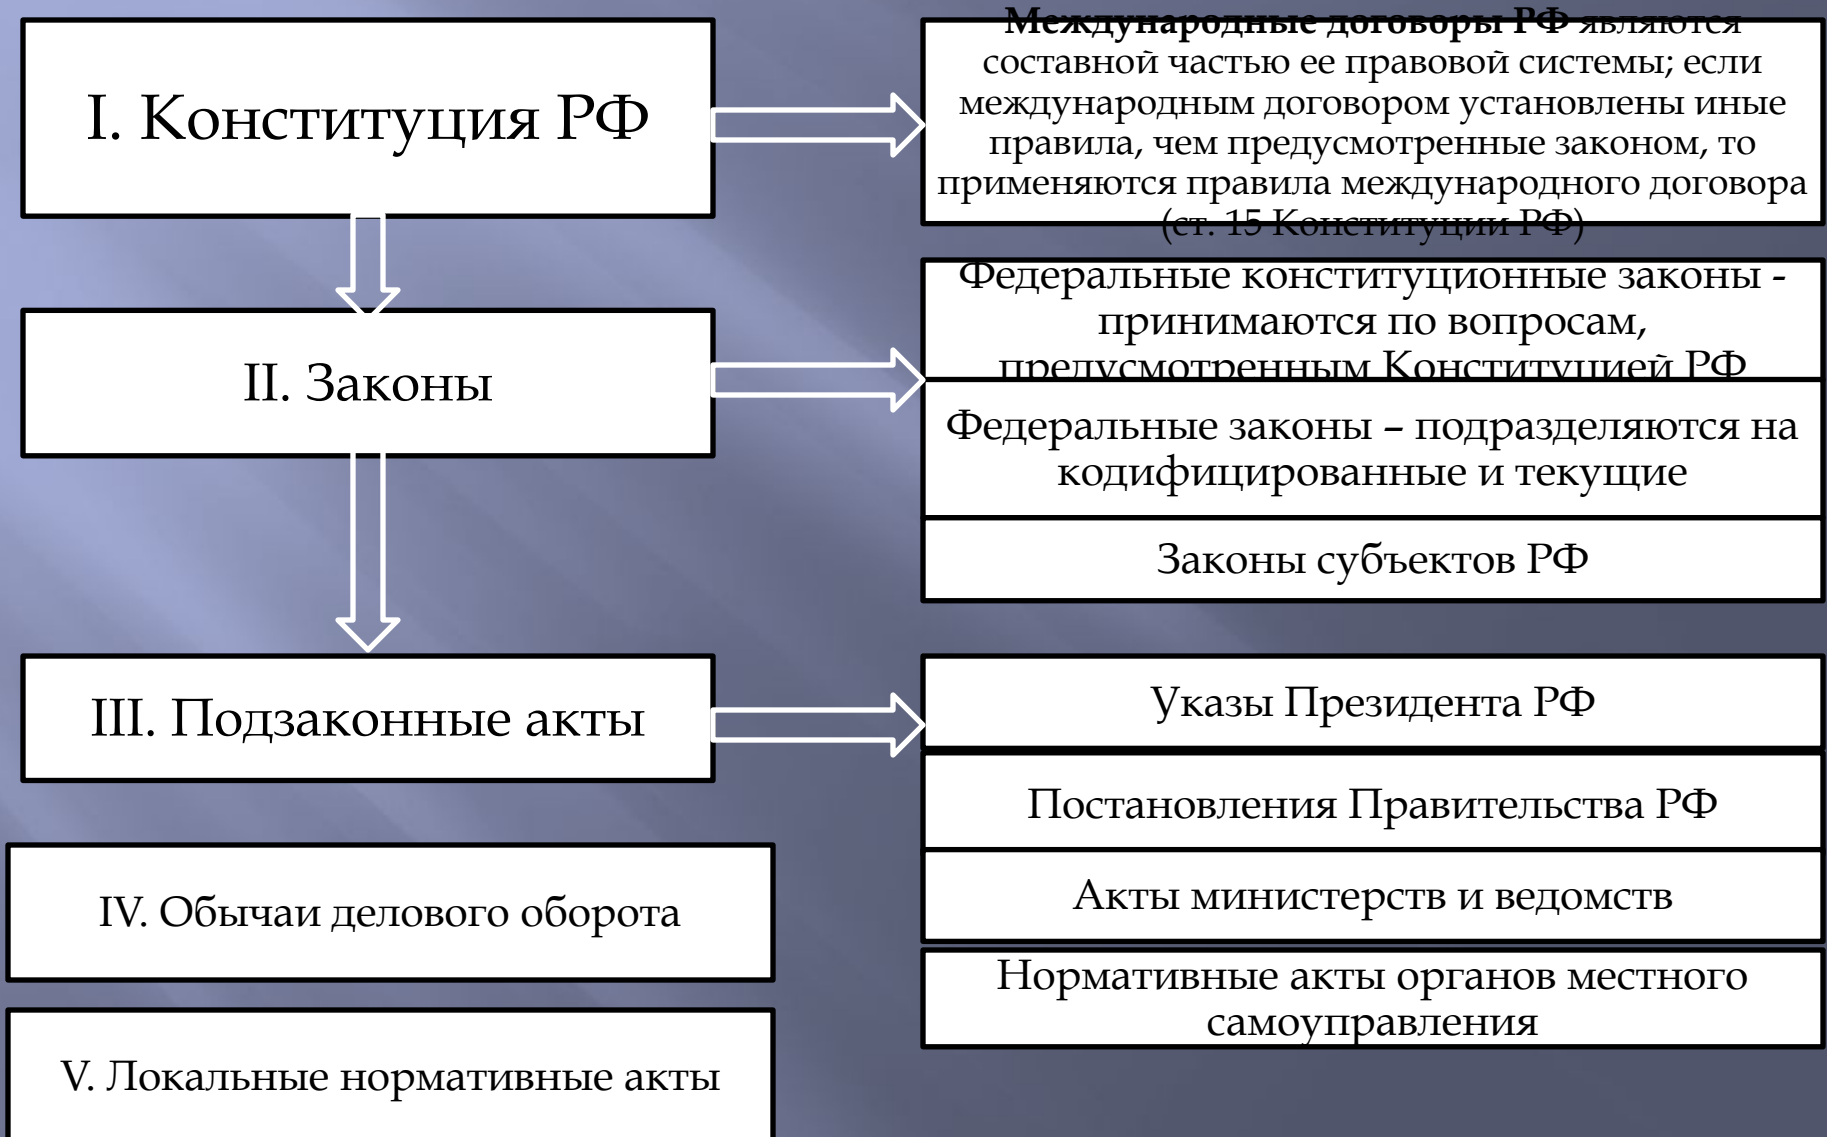 I. Конституция РФ
Международные договоры РФ являются
составной частью ее правовой системы; если
международным договором установлены иные
правила, чем предусмотренные законом, то
применяются правила международного договора
(ст. 15 Конституции РФ)
II. Законы
Федеральные конституционные законы -
принимаются по вопросам,
предусмотренным Конституцией РФ
Федеральные законы – подразделяются на
кодифицированные и текущие
Законы субъектов РФ
III. Подзаконные акты
Указы Президента РФ
Постановления Правительства РФ
Акты министерств и ведомств
Нормативные акты органов местного
самоуправления
IV. Обычаи делового оборота
V. Локальные нормативные акты